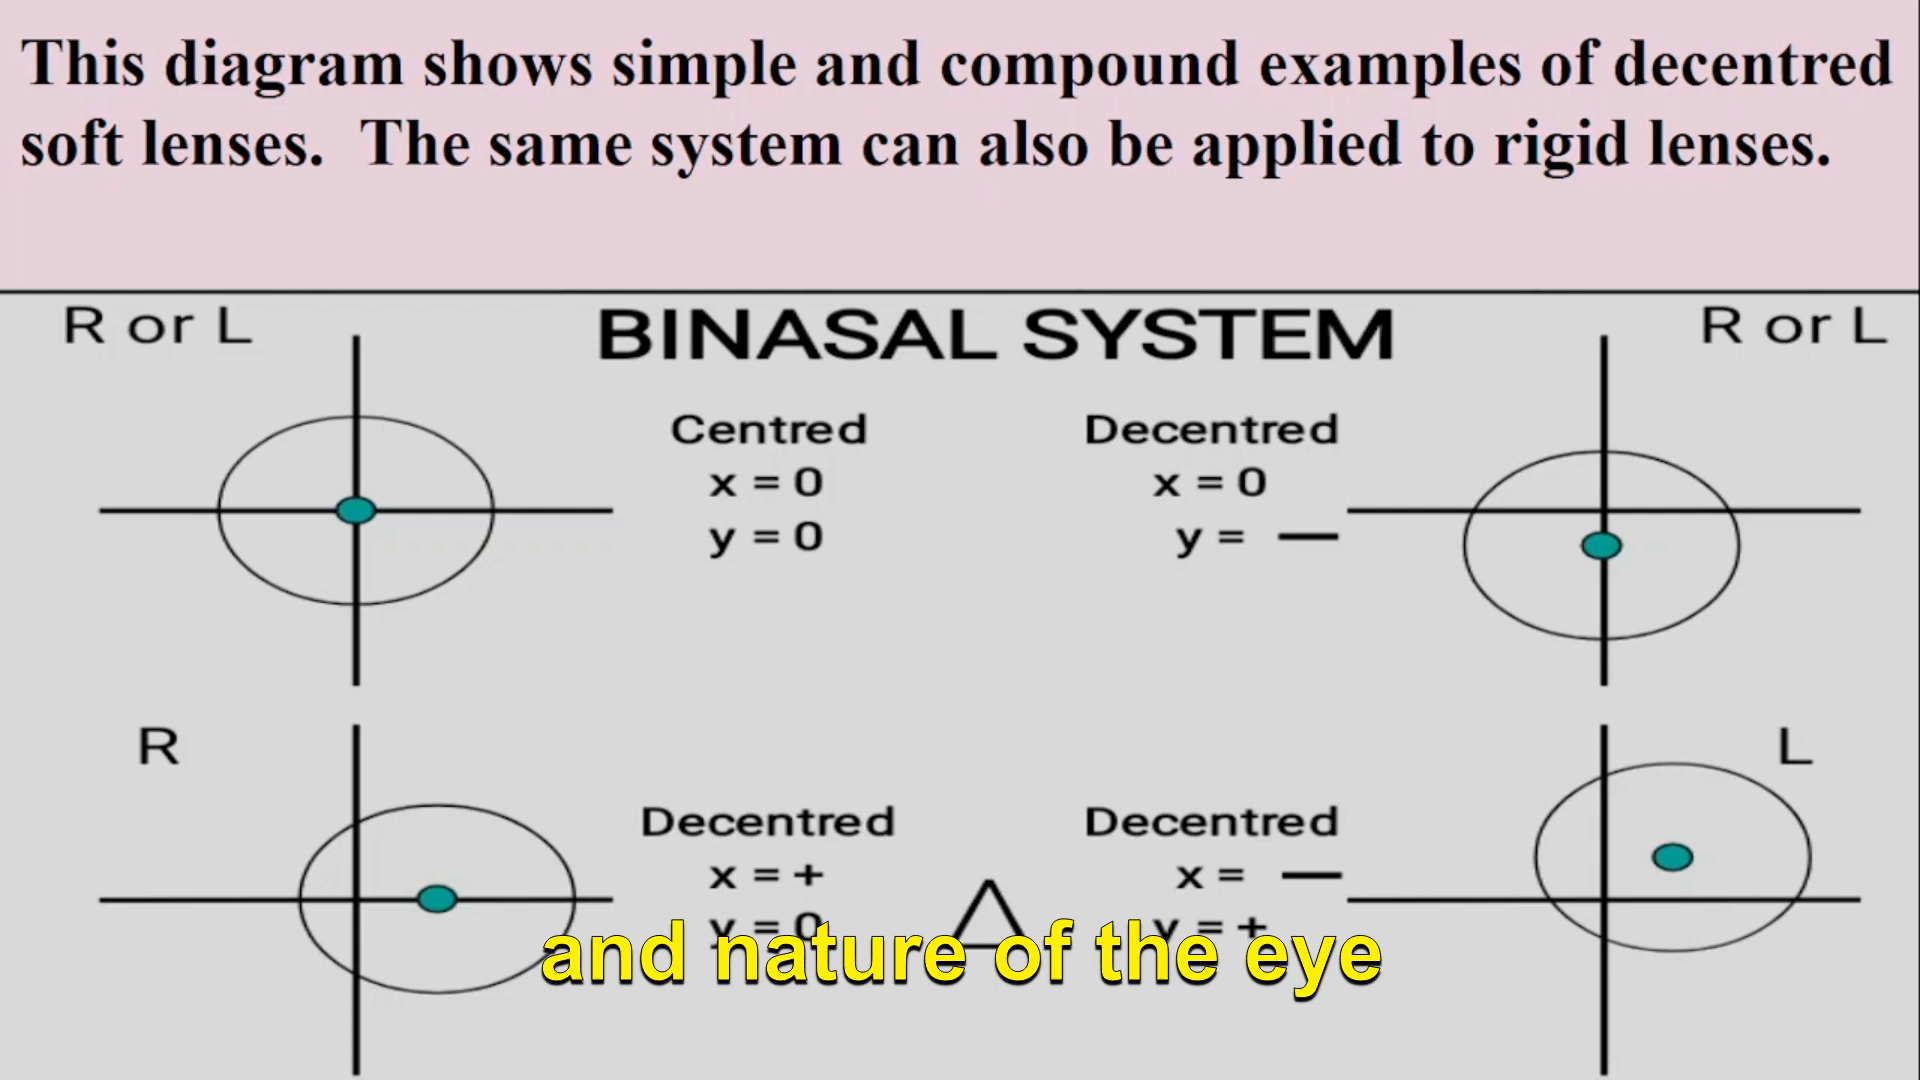 This diagram shows simple and compound examples of decentred
soft lenses. The same system can also be applied to rigid lenses.
R or L
BINASAL SYSTEM
R or L
Centred
x = 0
y = 0
Decentred
x = 0
y = —
R
Decentred
x = +
y = 0
L
Decentred
x = —
y = +
and nature of the eye